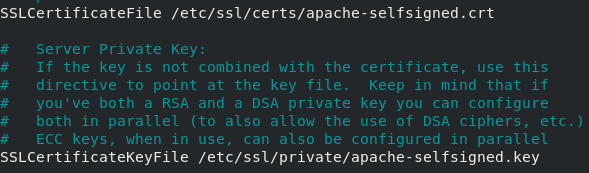 SSLCertificateFile /etc/ssl/certs/apache-selfsigned.crt
#   Server Private Key:
#   If the key is not combined with the certificate, use this
#   directive to point at the key file.  Keep in mind that if
#   you've both a RSA and a DSA private key you can configure
#   both in parallel (to also allow the use of DSA ciphers, etc.)
#   ECC keys, when in use, can also be configured in parallel
SSLCertificateKeyFile /etc/ssl/private/apache-selfsigned.key